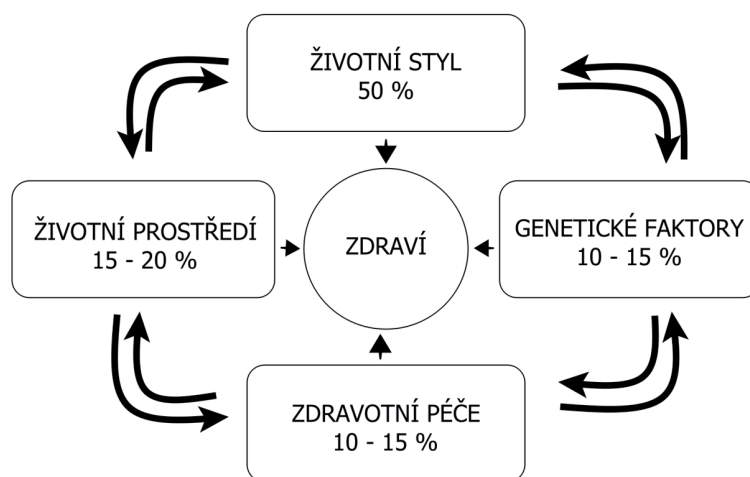 ŽIVOTNÍ STYL
50 %
ŽIVOTNÍ PROSTŘEDÍ
15 - 20 %
ZDRAVÍ
GENETICKÉ FAKTORY
10 - 15 %
ZDRAVOTNÍ PÉČE
10 - 15 %